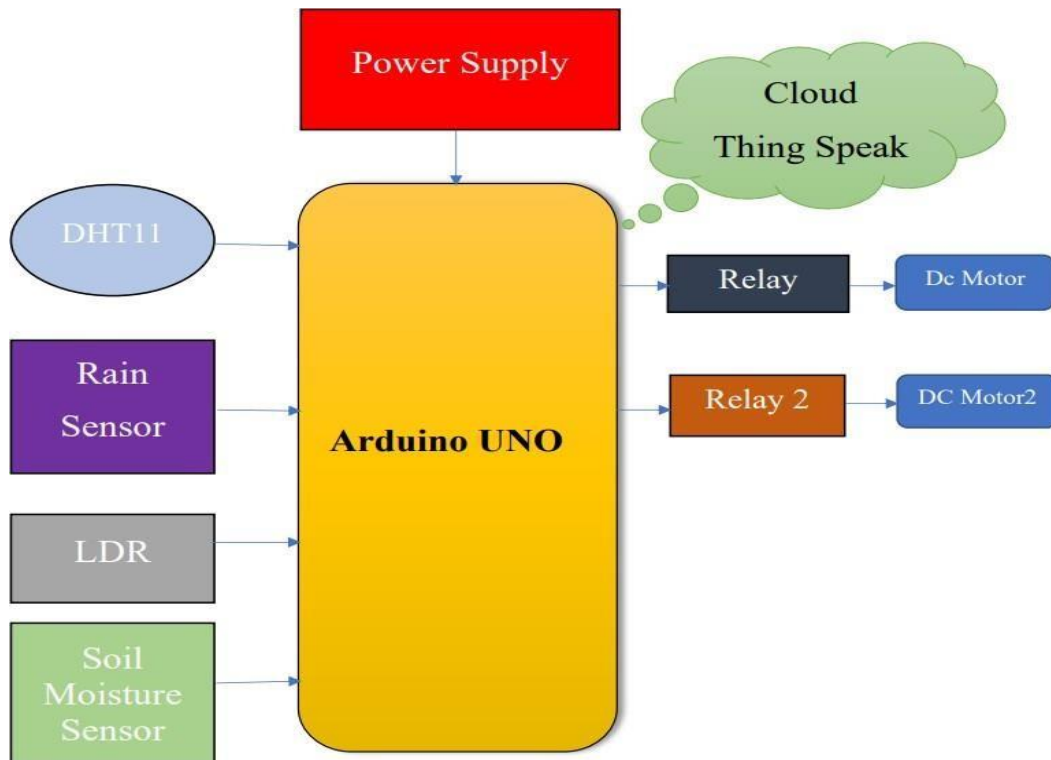 Power Supply
Cloud
Thing Speak
DHT11
Rain
Sensor
LDR
Soil
Moisture
Sensor
Arduino UNO
Relay
Dc Motor
Relay 2
DC Motor2